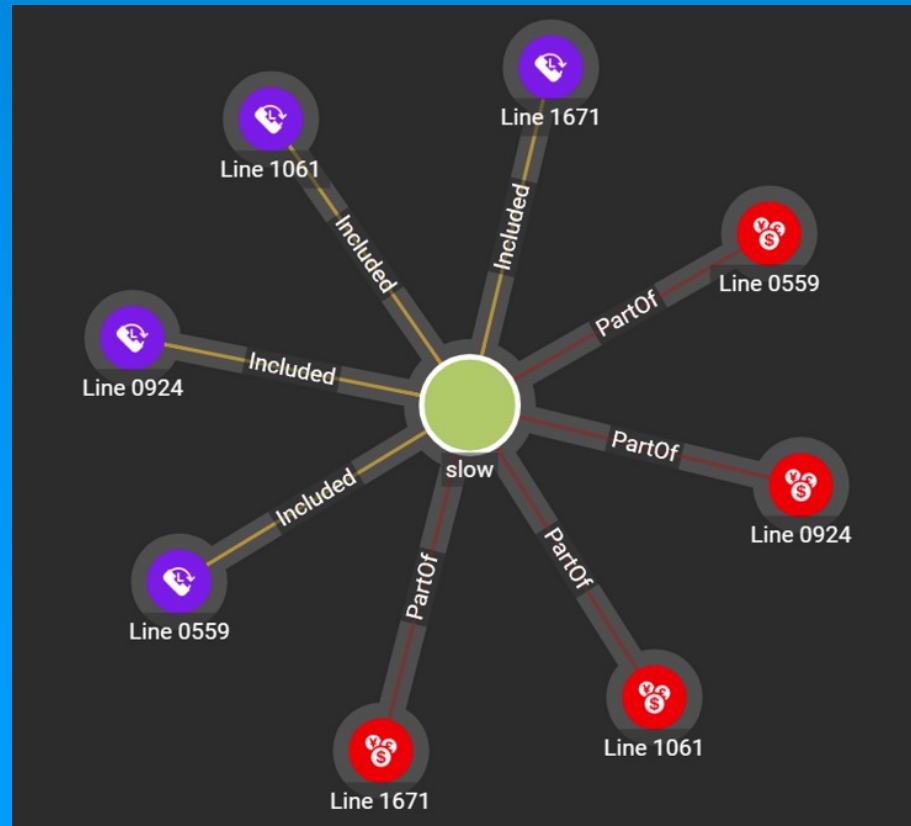 Line 1671
Line 1061
Included
Included
Line 0559
PartOf
Line 0924
Included
PartOf
slow
Line 0924
Included
PartOf
PartOf
Line 0559
Line 1061
Line 1671